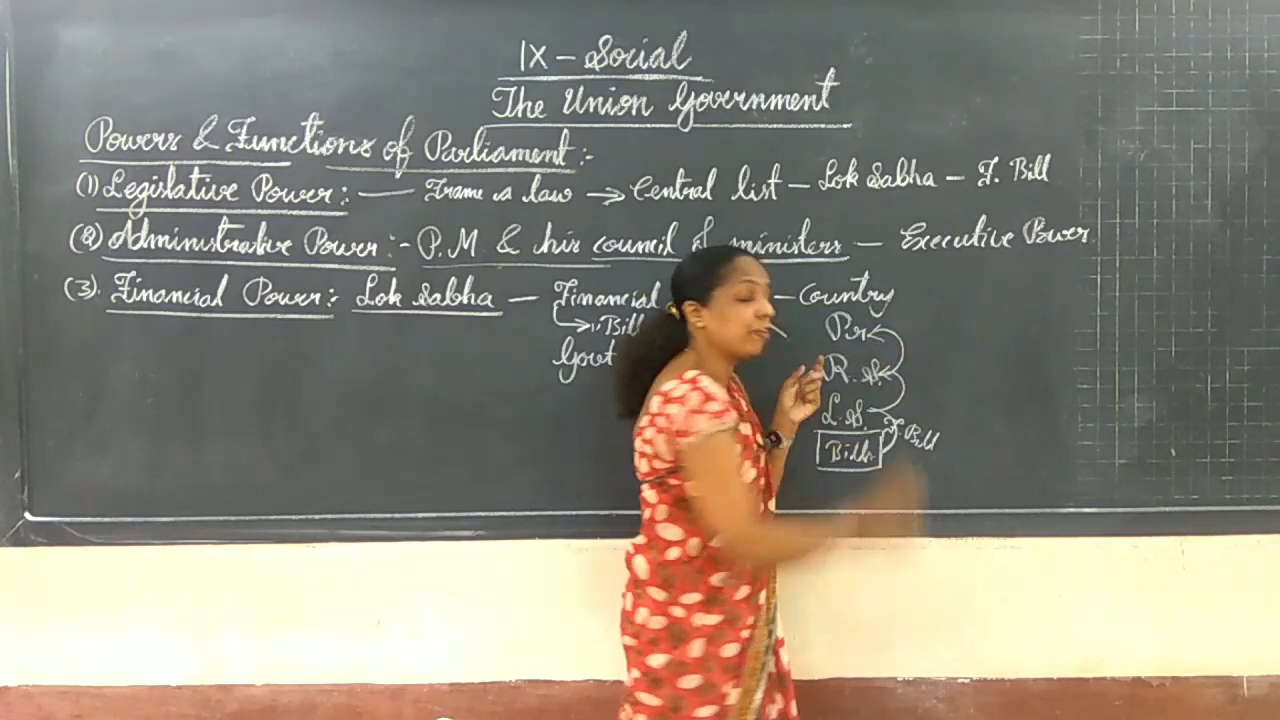 IX - Social
The Union Government
Powers & Functions of Parliament :-
(1) Legislative Power : — Frame a law → Central list - Lok Sabha - F. Bill
(2) Administrative Power :- P.M & his council of ministers — Executive Power
(3). Financial Power : Lok Sabha — Financial - Country
→ Bill
Govt
Pr
R.S.
L.S.
F. Bill
Bills